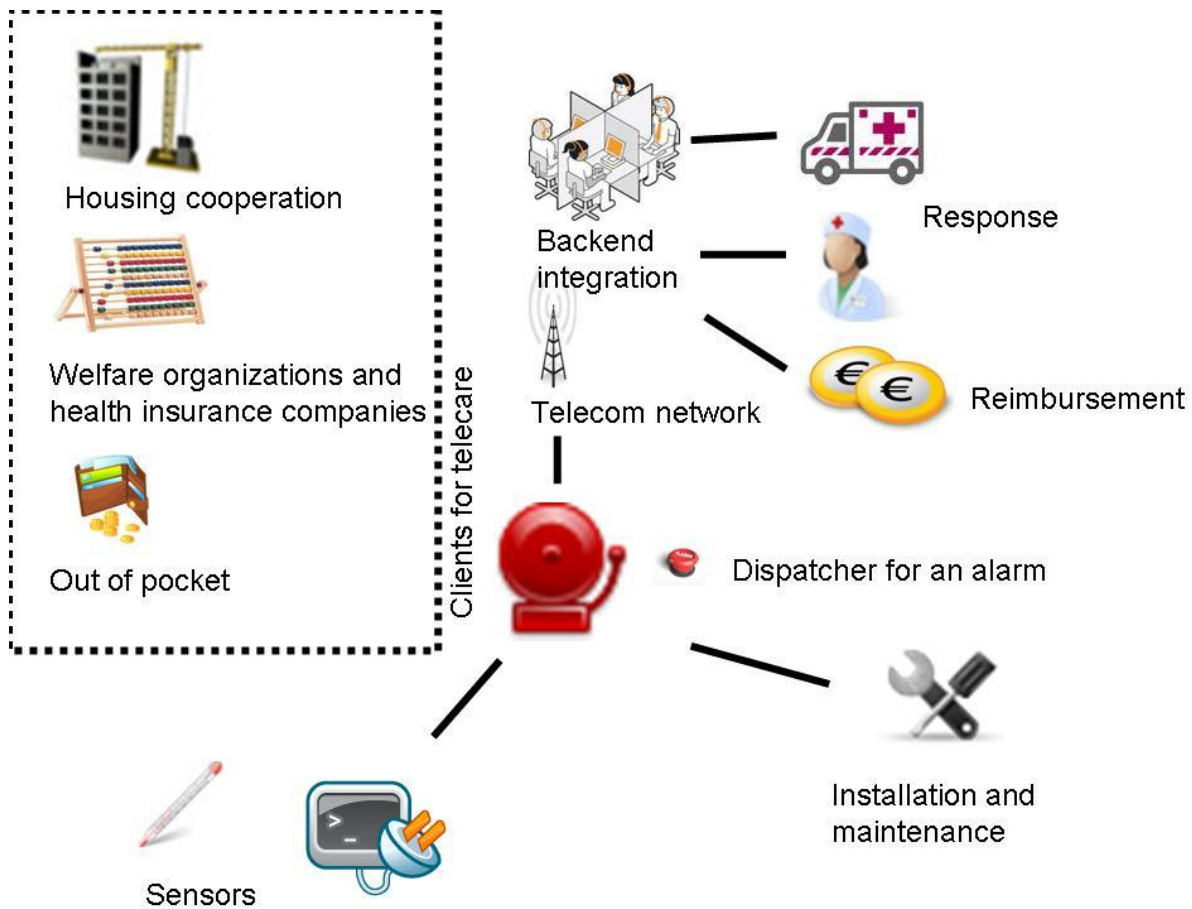 Housing cooperation
Welfare organizations and
health insurance companies
Out of pocket
Clients for telecare
Backend
integration
Telecom network
Response
€
€
Reimbursement
Dispatcher for an alarm
Installation and
maintenance
>_
Sensors